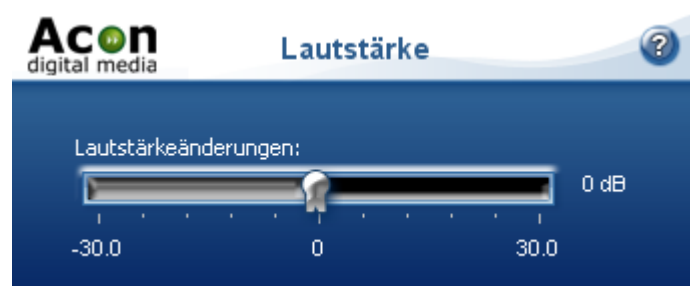 Acon
digital media
Lautstärke
?
Lautstärkeänderungen:
0 dB
-30.0 0 30.0